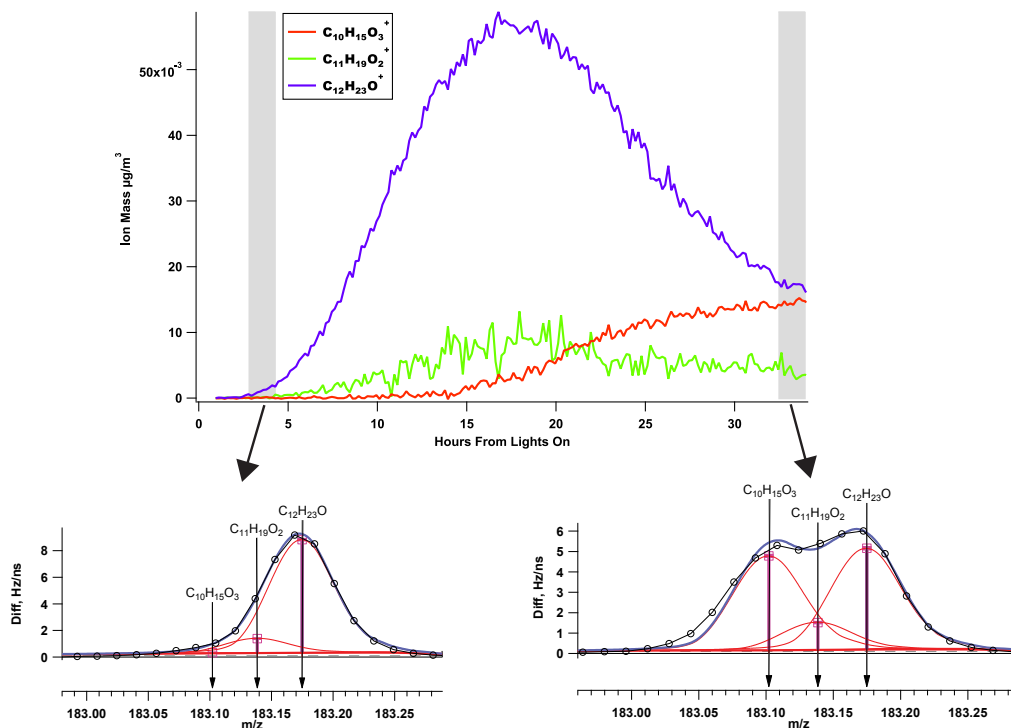 C₁₀H₁₅O₃⁺
C₁₁H₁₉O₂⁺
C₁₂H₂₃O⁺
50x10⁻³
40
30
20
10
0
Ion Mass µg/m³
0 5 10 15 20 25 30
Hours From Lights On
C₁₂H₂₃O
C₁₁H₁₉O₂
C₁₀H₁₅O₃
8
6
4
2
0
Diff, Hz/ns
183.00 183.05 183.10 183.15 183.20 183.25
m/z
C₁₀H₁₅O₃
C₁₂H₂₃O
C₁₁H₁₉O₂
6
5
4
3
2
1
0
Diff, Hz/ns
183.00 183.05 183.10 183.15 183.20 183.25
m/z